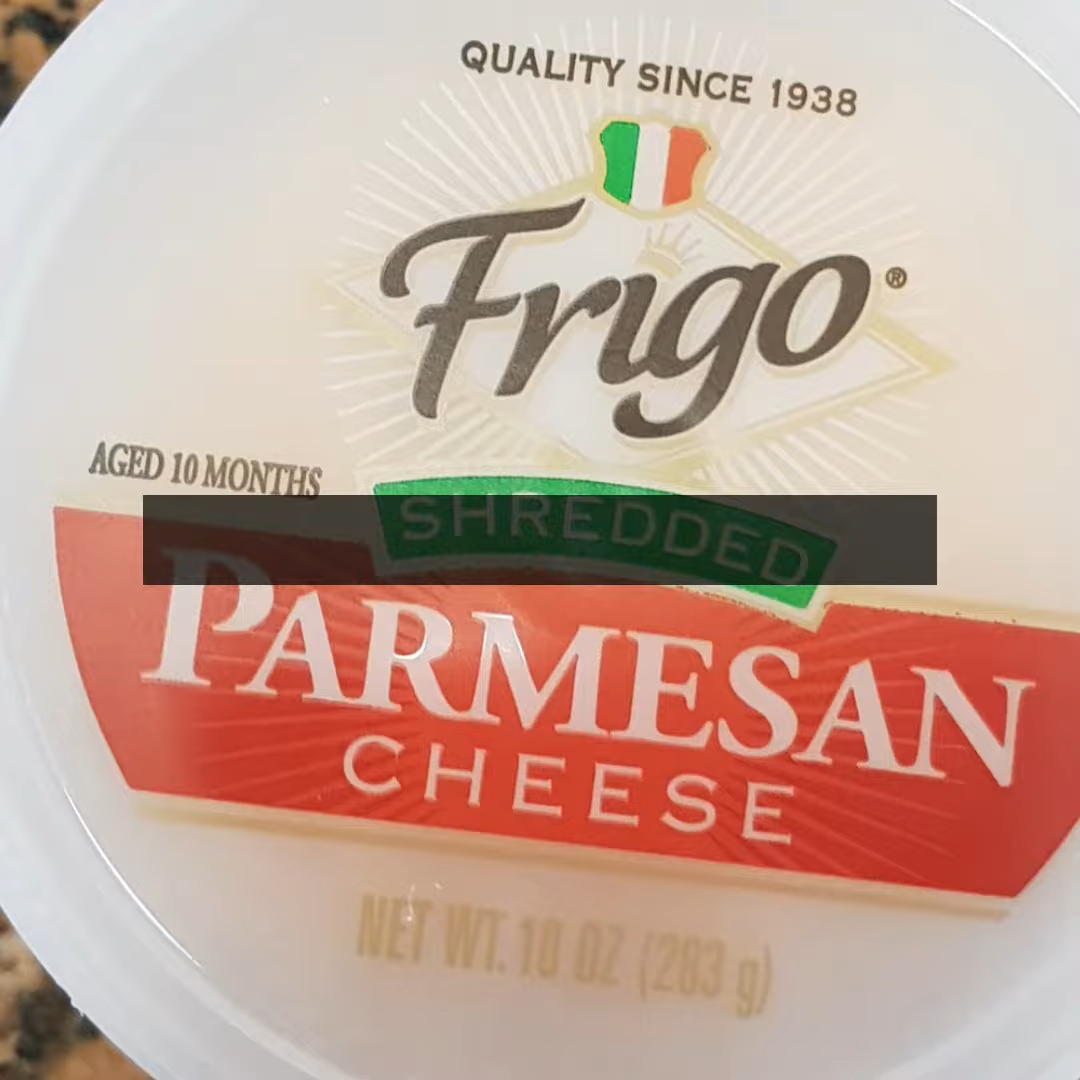 QUALITY SINCE 1938
Frigo®
AGED 10 MONTHS
SHREDDED
PARMESAN
CHEESE
NET WT. 10 OZ (283 g)